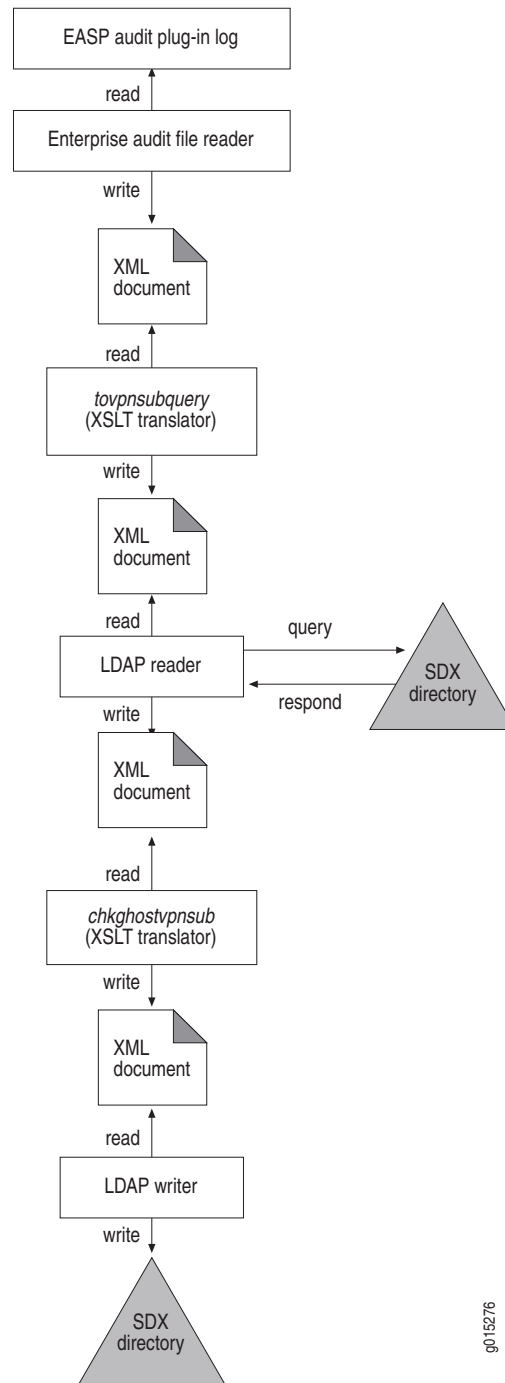 EASP audit plug-in log
read
Enterprise audit file reader
write
XML
document
read
tovpnsubquery
(XSLT translator)
write
XML
document
read
query
LDAP reader
SDX
directory
respond
write
XML
document
read
chkghostvpnsub
(XSLT translator)
write
XML
document
read
LDAP writer
write
SDX
directory
g015276